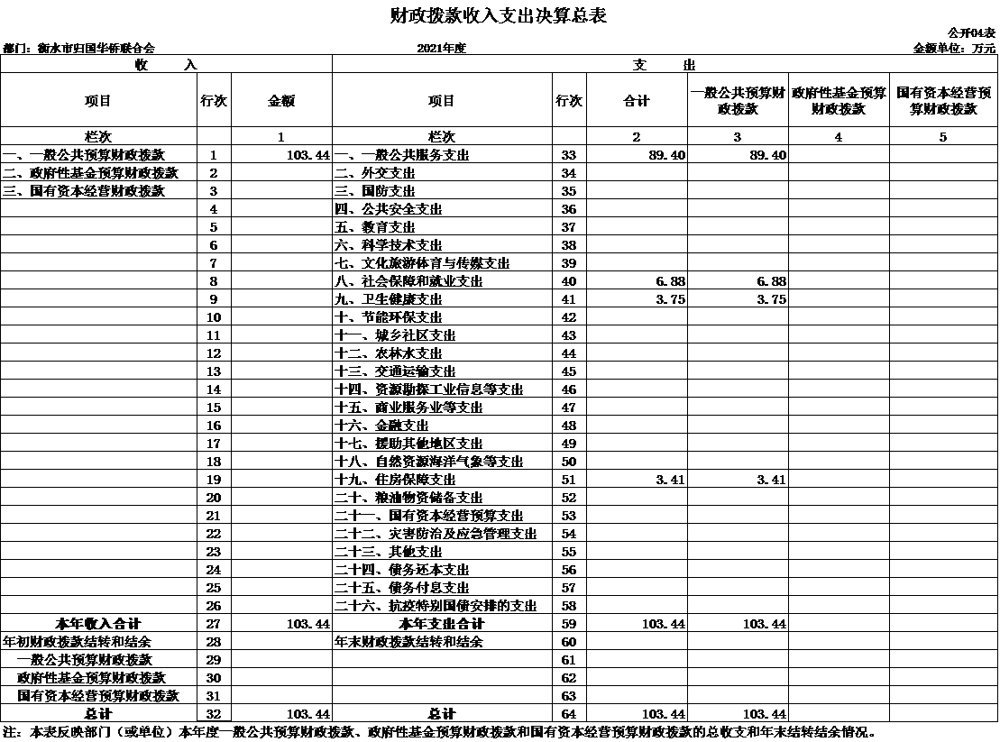 财政拨款收入支出决算总表
公开04表
部门：衡水市归国华侨联合会 2021年度 金额单位：万元
收 入 支 出
项目 行次 金额 项目 行次 合计 一般公共预算财政拨款 政府性基金预算财政拨款 国有资本经营预算财政拨款
栏次 1 栏次 2 3 4 5
一、一般公共预算财政拨款 1 103.44 一、一般公共服务支出 33 89.40 89.40
二、政府性基金预算财政拨款 2 二、外交支出 34
三、国有资本经营财政拨款 3 三、国防支出 35
4 四、公共安全支出 36
5 五、教育支出 37
6 六、科学技术支出 38
7 七、文化旅游体育与传媒支出 39
8 八、社会保障和就业支出 40 6.88 6.88
9 九、卫生健康支出 41 3.75 3.75
10 十、节能环保支出 42
11 十一、城乡社区支出 43
12 十二、农林水支出 44
13 十三、交通运输支出 45
14 十四、资源勘探工业信息等支出 46
15 十五、商业服务业等支出 47
16 十六、金融支出 48
17 十七、援助其他地区支出 49
18 十八、自然资源海洋气象等支出 50
19 十九、住房保障支出 51 3.41 3.41
20 二十、粮油物资储备支出 52
21 二十一、国有资本经营预算支出 53
22 二十二、灾害防治及应急管理支出 54
23 二十三、其他支出 55
24 二十四、债务还本支出 56
25 二十五、债务付息支出 57
26 二十六、抗疫特别国债安排的支出 58
本年收入合计 27 103.44 本年支出合计 59 103.44 103.44
年初财政拨款结转和结余 28 年末财政拨款结转和结余 60
一般公共预算财政拨款 29 61
政府性基金预算财政拨款 30 62
国有资本经营预算财政拨款 31 63
总计 32 103.44 总计 64 103.44 103.44
注：本表反映部门（或单位）本年度一般公共预算财政拨款、政府性基金预算财政拨款和国有资本经营预算财政拨款的总收支和年末结转结余情况。